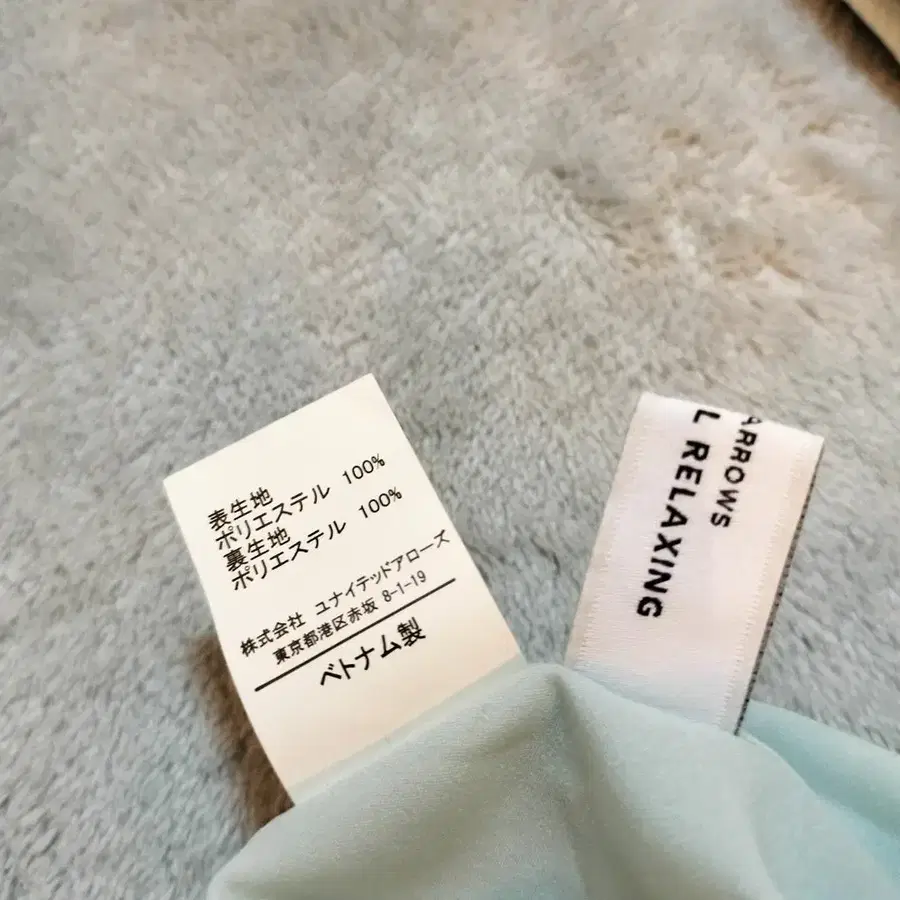 表生地
ポリエステル 100%
裏生地
ポリエステル 100%
株式会社 ユナイテッドアローズ
東京都港区赤坂 8-1-19
ベトナム製
ARROWS
L RELAXING